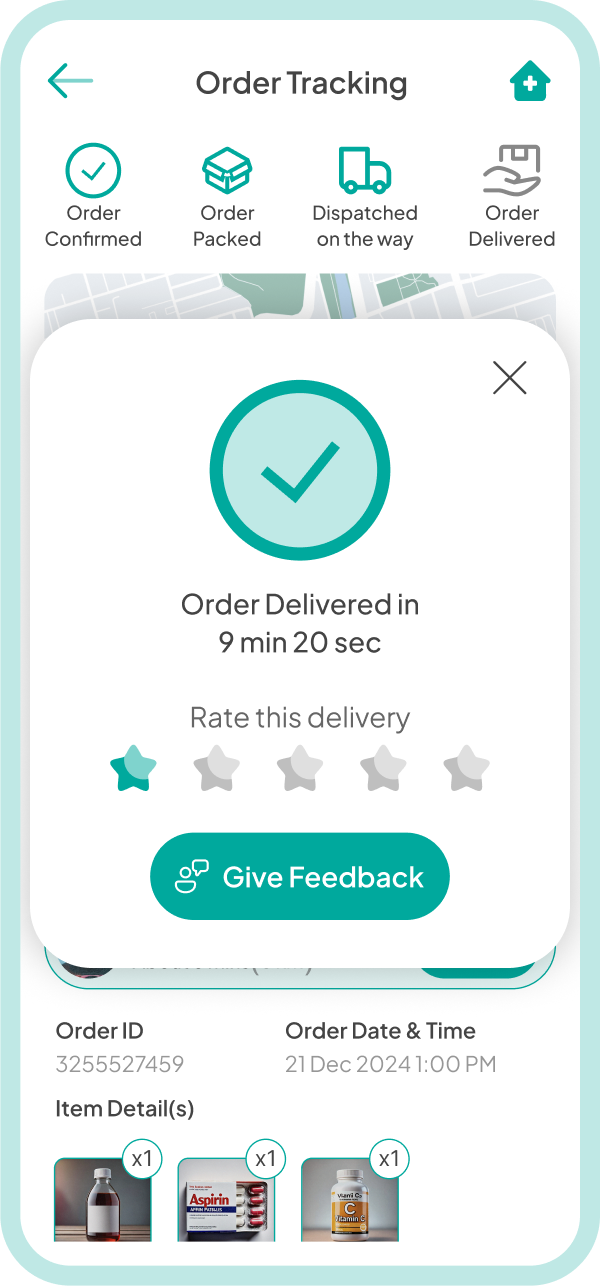 Order Tracking
Order
Confirmed
Order
Packed
Dispatched
on the way
Order
Delivered
Order Delivered in
9 min 20 sec
Rate this delivery
Give Feedback
Order ID
Order Date & Time
3255527459
21 Dec 2024 1:00 PM
Item Detail(s)
x1
x1
x1
Aspirin
C